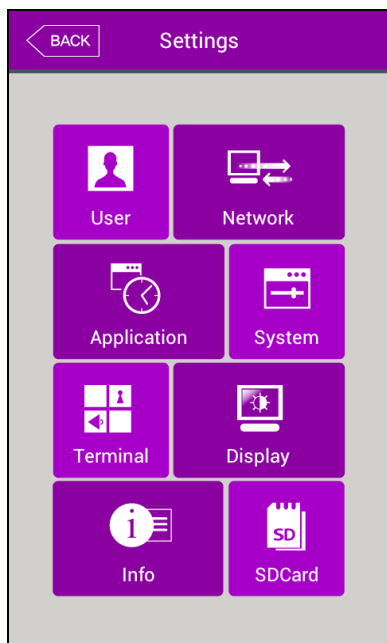 BACK Settings
User Network
Application System
Terminal Display
i
SD
Info SDCard